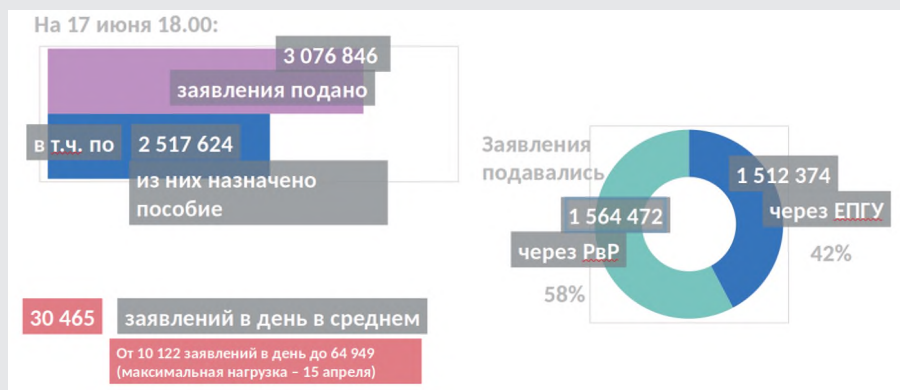 На 17 июня 18.00:
3 076 846
заявления подано
в т.ч. по
2 517 624
из них назначено
пособие
Заявления
подавались
1 512 374
через ЕПГУ
42%
1 564 472
через РвР
58%
30 465
заявлений в день в среднем
От 10 122 заявлений в день до 64 949
(максимальная нагрузка – 15 апреля)